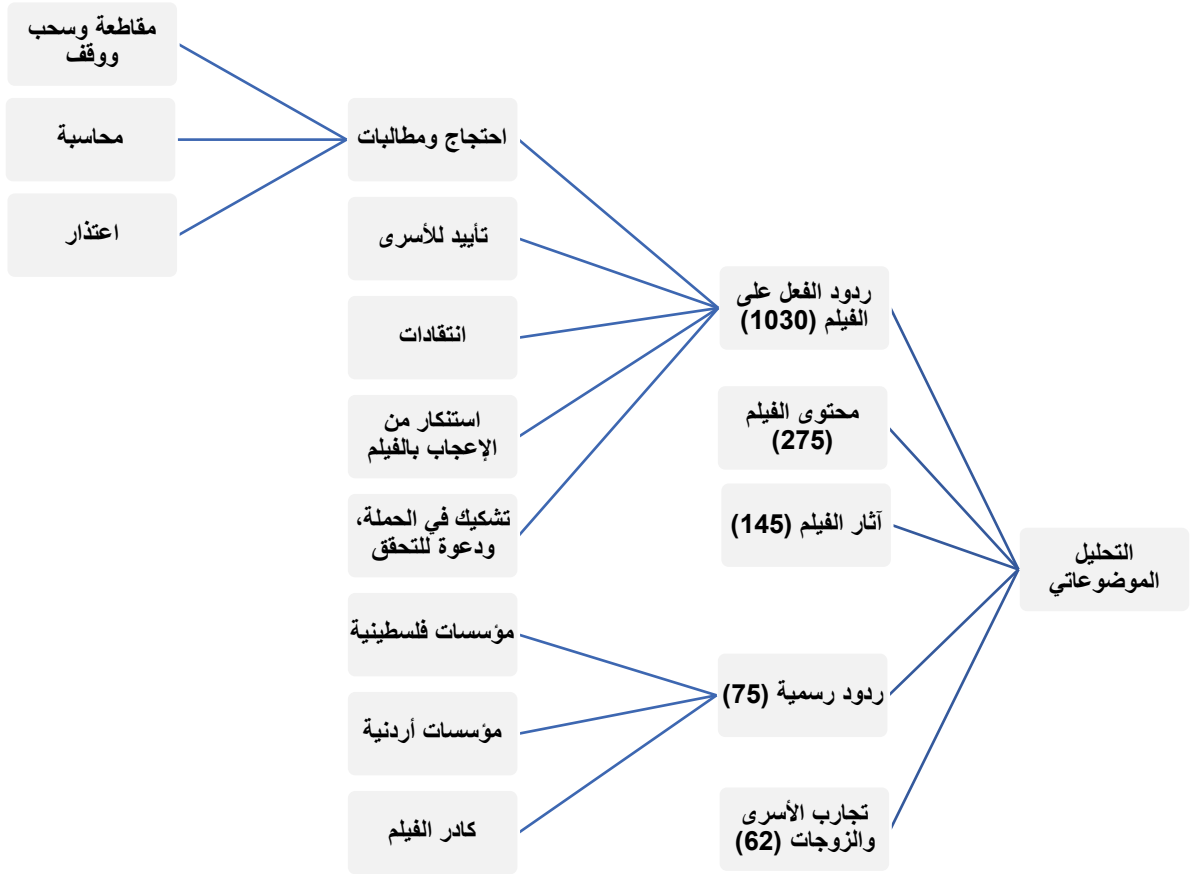 التحليل
الموضوعاتي
ردود الفعل على
الفيلم (1030)
احتجاج ومطالبات
مقاطعة وسحب
ووقف
محاسبة
اعتذار
تأييد للأسرى
انتقادات
استنكار من
الإعجاب بالفيلم
تشكيك في الحملة،
ودعوة للتحقق
محتوى الفيلم
(275)
آثار الفيلم (145)
ردود رسمية (75)
مؤسسات فلسطينية
مؤسسات أردنية
كادر الفيلم
تجارب الأسرى
والزوجات (62)